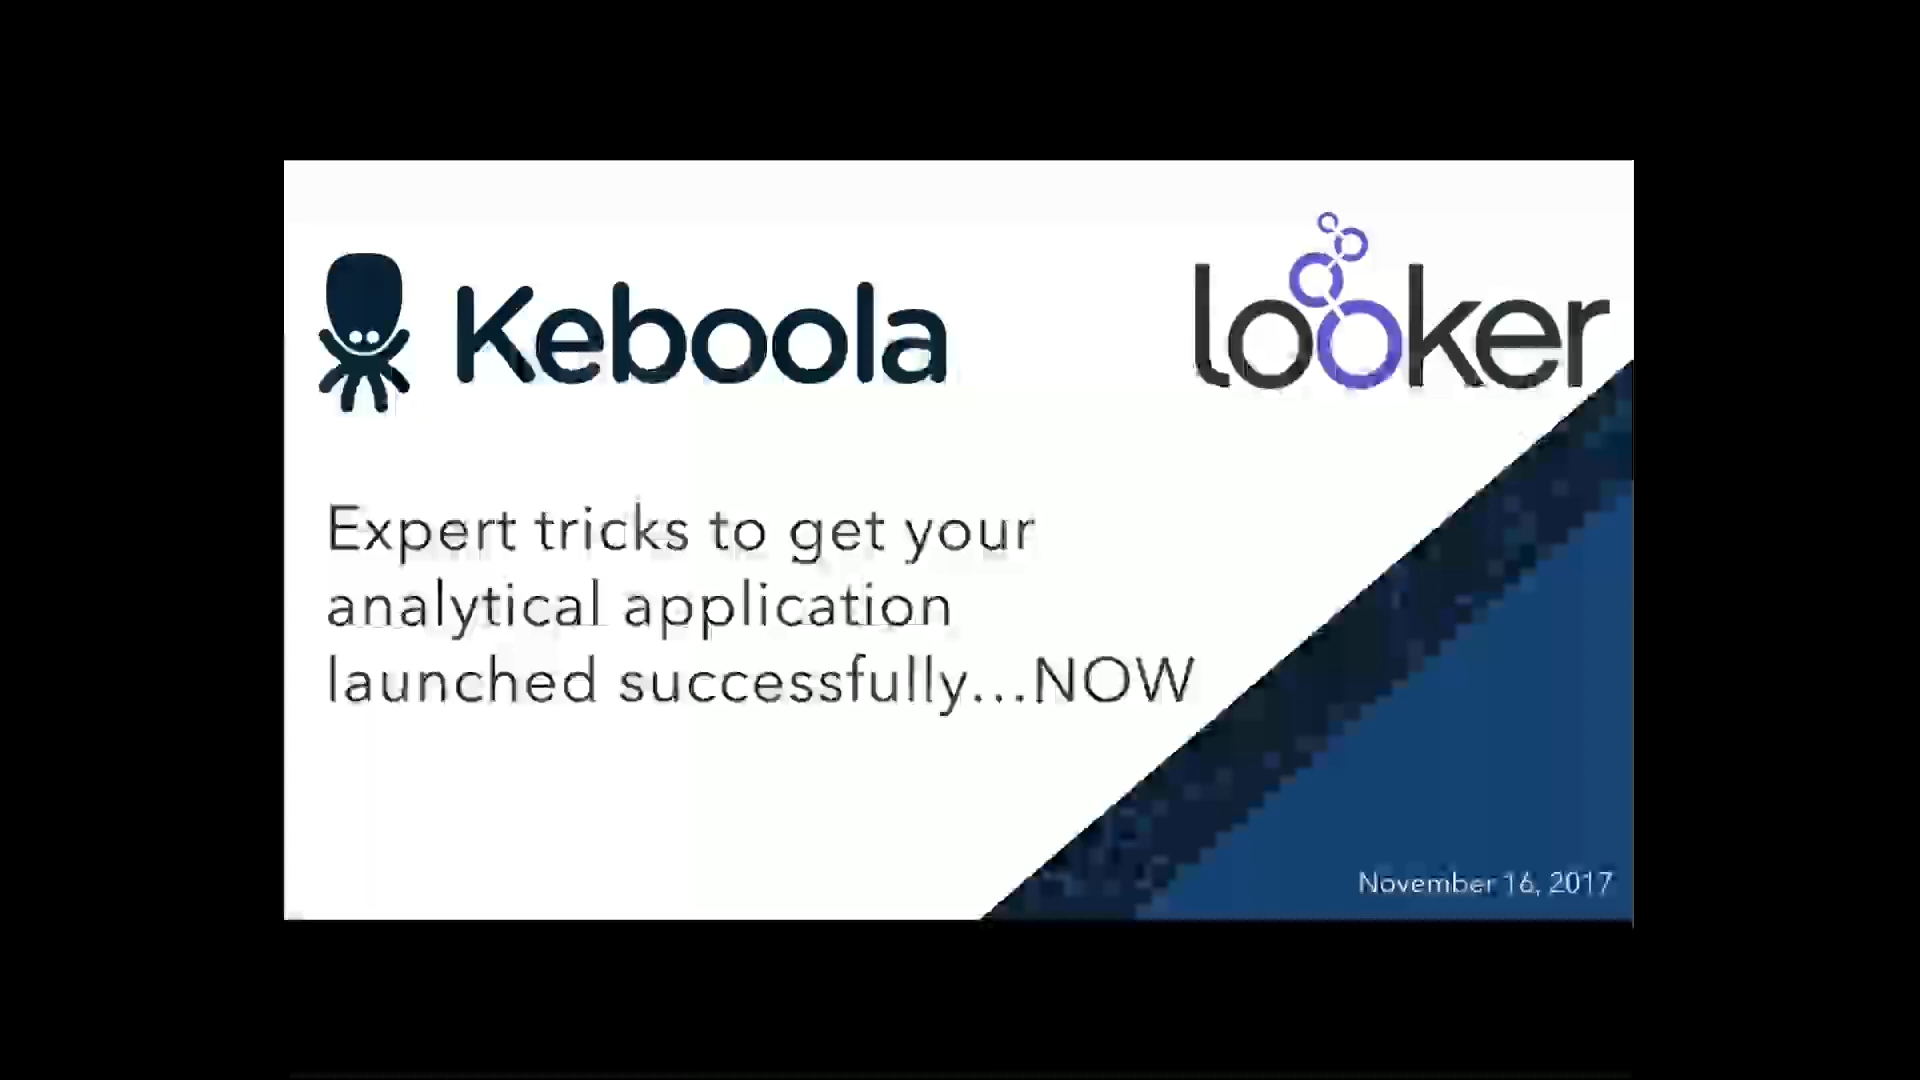 Keboola
looker
Expert tricks to get your
analytical application
launched successfully...NOW
November 16, 2017